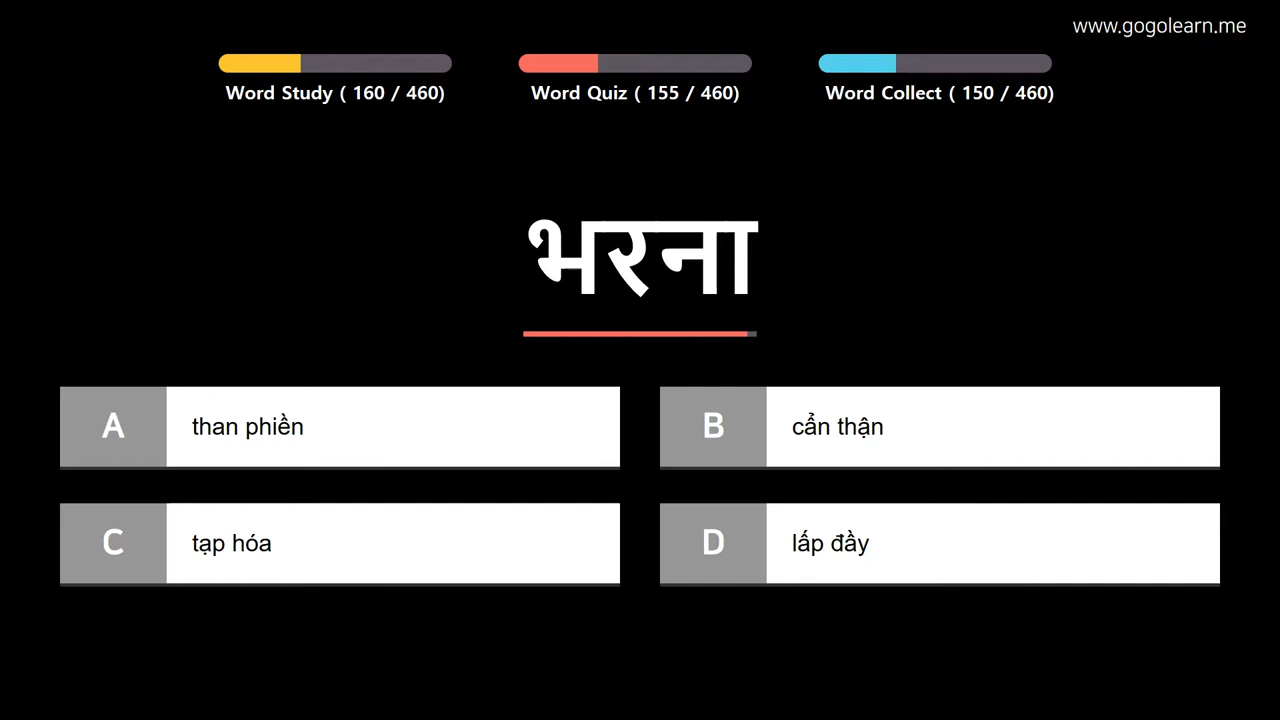 www.gogolearn.me
Word Study ( 160 / 460)
Word Quiz ( 155 / 460)
Word Collect ( 150 / 460)
भरना
A
than phiền
B
cẩn thận
C
tạp hóa
D
lấp đầy